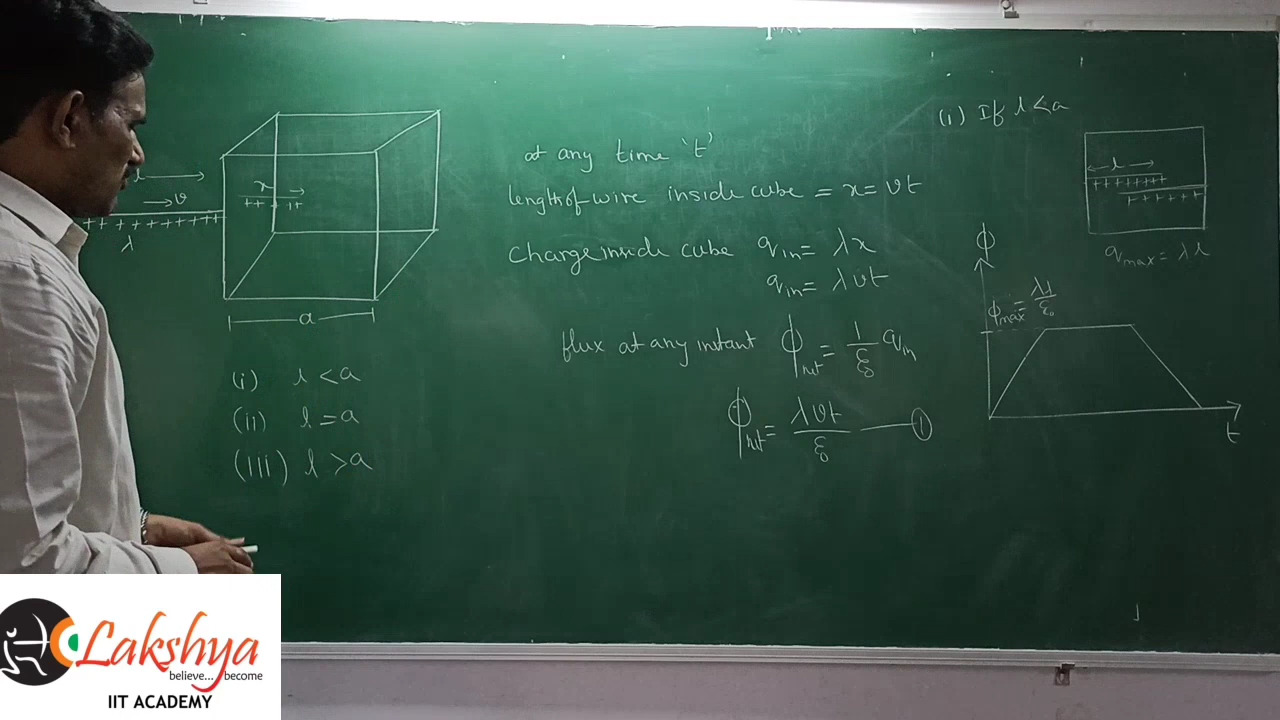 l
v
+ + + + + + + + + +
λ
x
++ + ++
a
(i) l < a
(ii) l = a
(iii) l > a
at any time 't'
length of wire inside cube = x = vt
Charge inside cube q_in = λx
q_in = λvt
flux at any instant ϕ_net = 1/ε₀ q_in
ϕ_net = λvt/ε₀ — ①
(i) If l < a
l
+++++++
+++++++
q_max = λl
ϕ
ϕ_max = λl/ε₀
t
Lakshya
believe... become
IIT ACADEMY